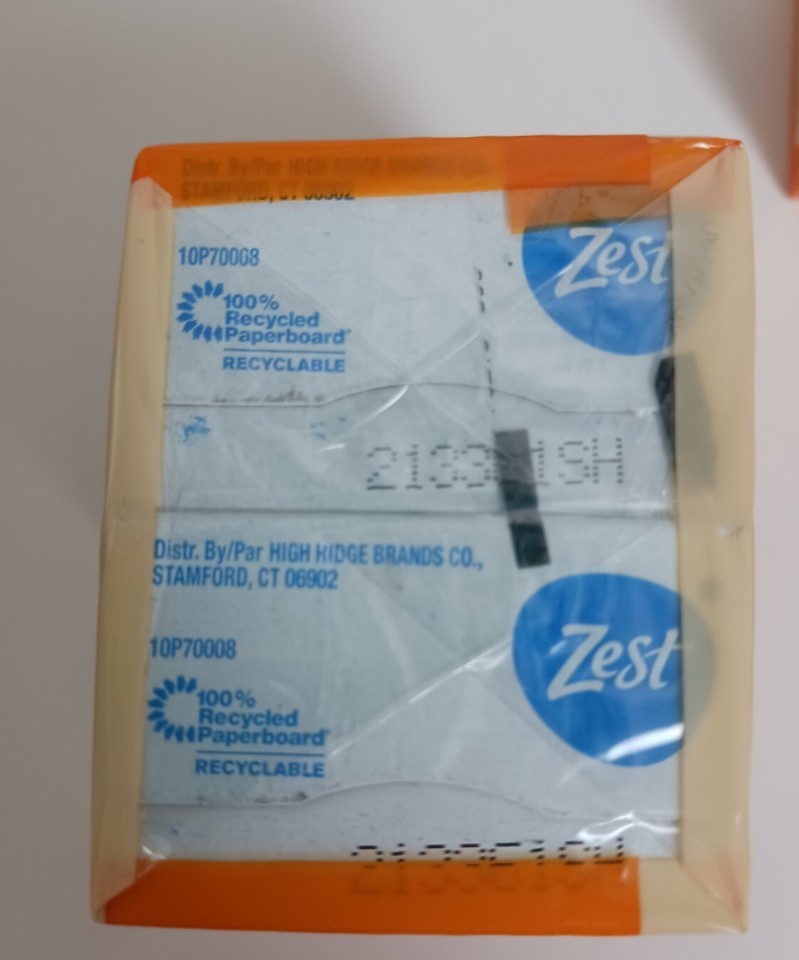 Distr. By/Par HIGH RIDGE BRANDS CO.,
STAMFORD, CT 06902
10P70008
Zest
100%
Recycled
Paperboard
RECYCLABLE
Distr. By/Par HIGH RIDGE BRANDS CO.,
STAMFORD, CT 06902
10P70008
Zest
100%
Recycled
Paperboard
RECYCLABLE